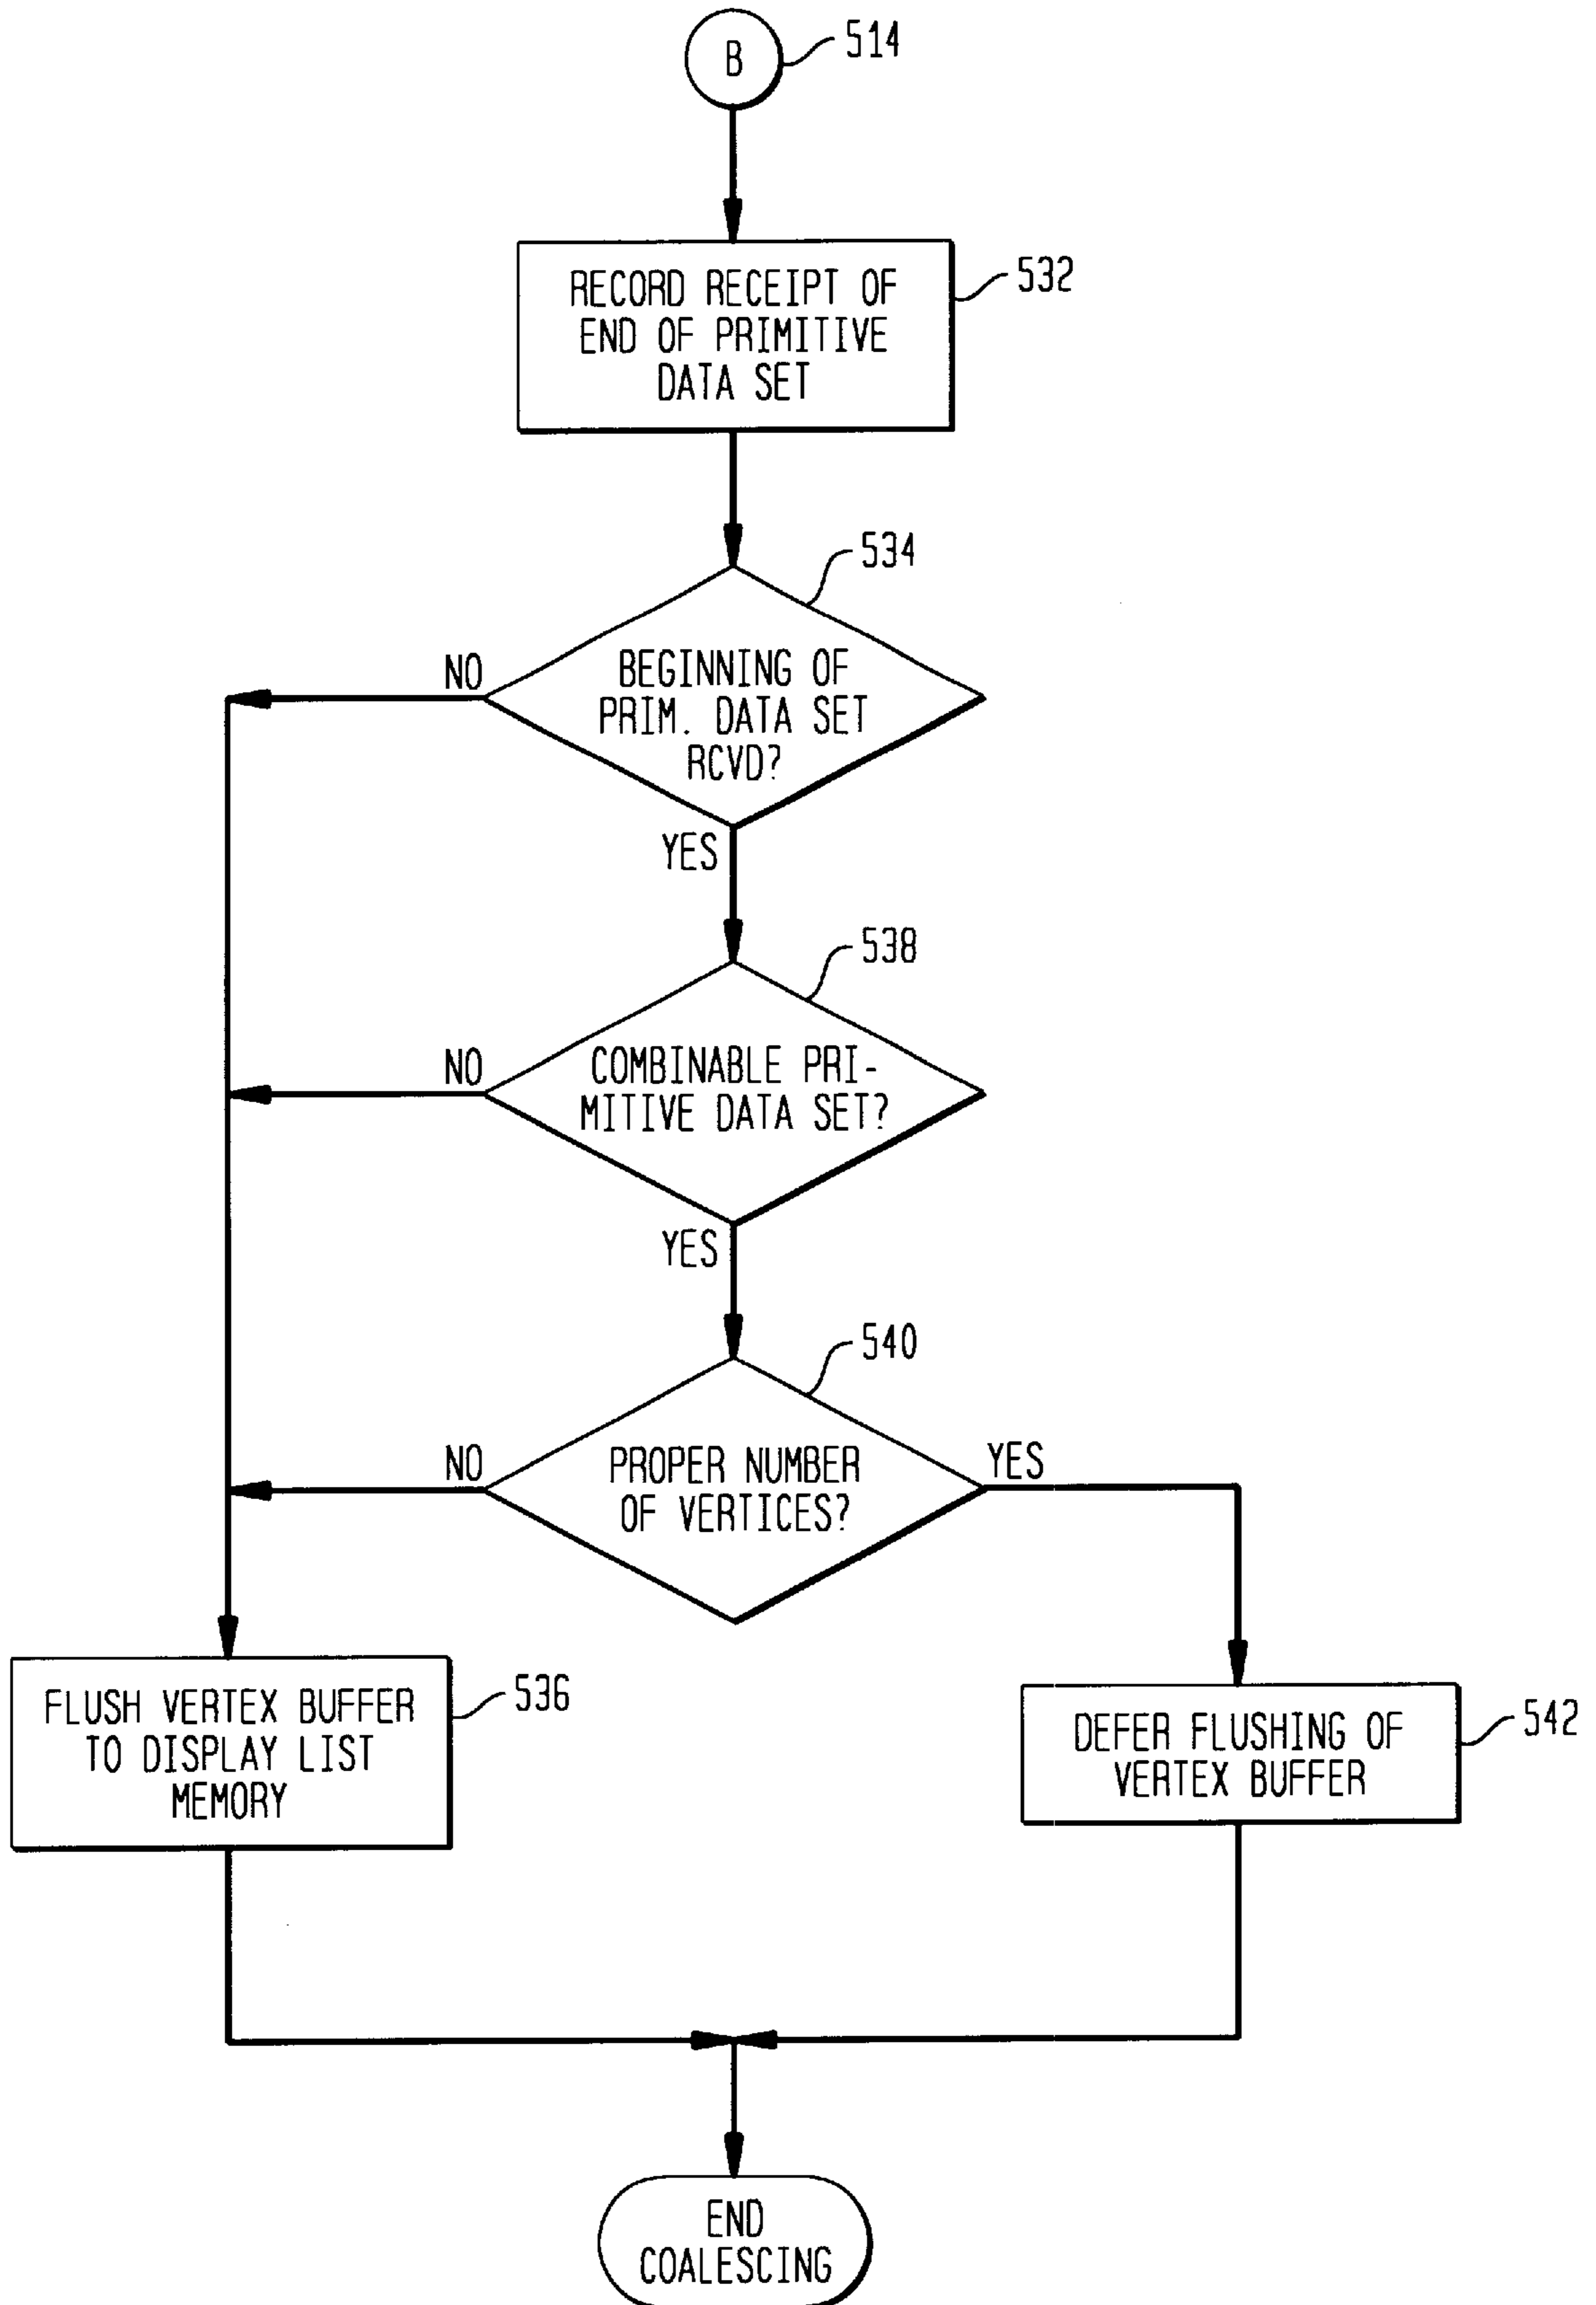 B
514
RECORD RECEIPT OF
END OF PRIMITIVE
DATA SET
532
534
BEGINNING OF
PRIM. DATA SET
RCVD?
NO
YES
538
COMBINABLE PRI-
MITIVE DATA SET?
NO
YES
540
PROPER NUMBER
OF VERTICES?
NO
YES
FLUSH VERTEX BUFFER
TO DISPLAY LIST
MEMORY
536
DEFER FLUSHING OF
VERTEX BUFFER
542
END
COALESCING